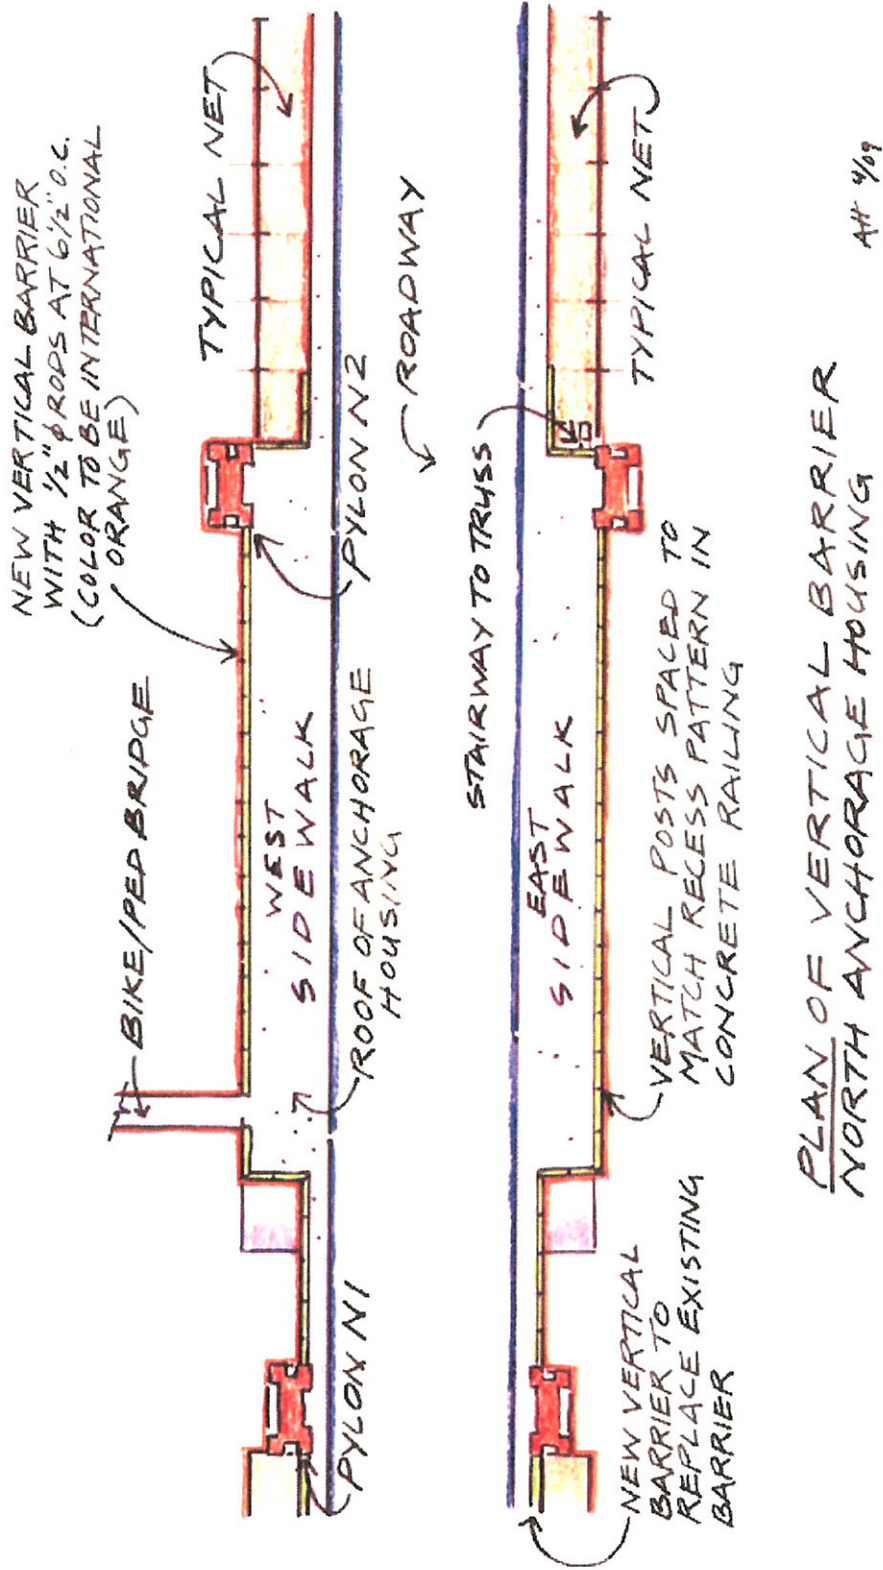 NEW VERTICAL BARRIER
WITH 1/2" ϕ RODS AT 6 1/2" O.C.
(COLOR TO BE INTERNATIONAL
ORANGE)
BIKE/PED BRIDGE
TYPICAL NET
WEST
SIDEWALK
PYLON N2
ROADWAY
PYLON N1
ROOF OF ANCHORAGE
HOUSING
STAIRWAY TO TRUSS
EAST
SIDEWALK
TYPICAL NET
NEW VERTICAL
BARRIER TO
REPLACE EXISTING
BARRIER
VERTICAL POSTS SPACED TO
MATCH RECESS PATTERN IN
CONCRETE RAILING
PLAN OF VERTICAL BARRIER
NORTH ANCHORAGE HOUSING